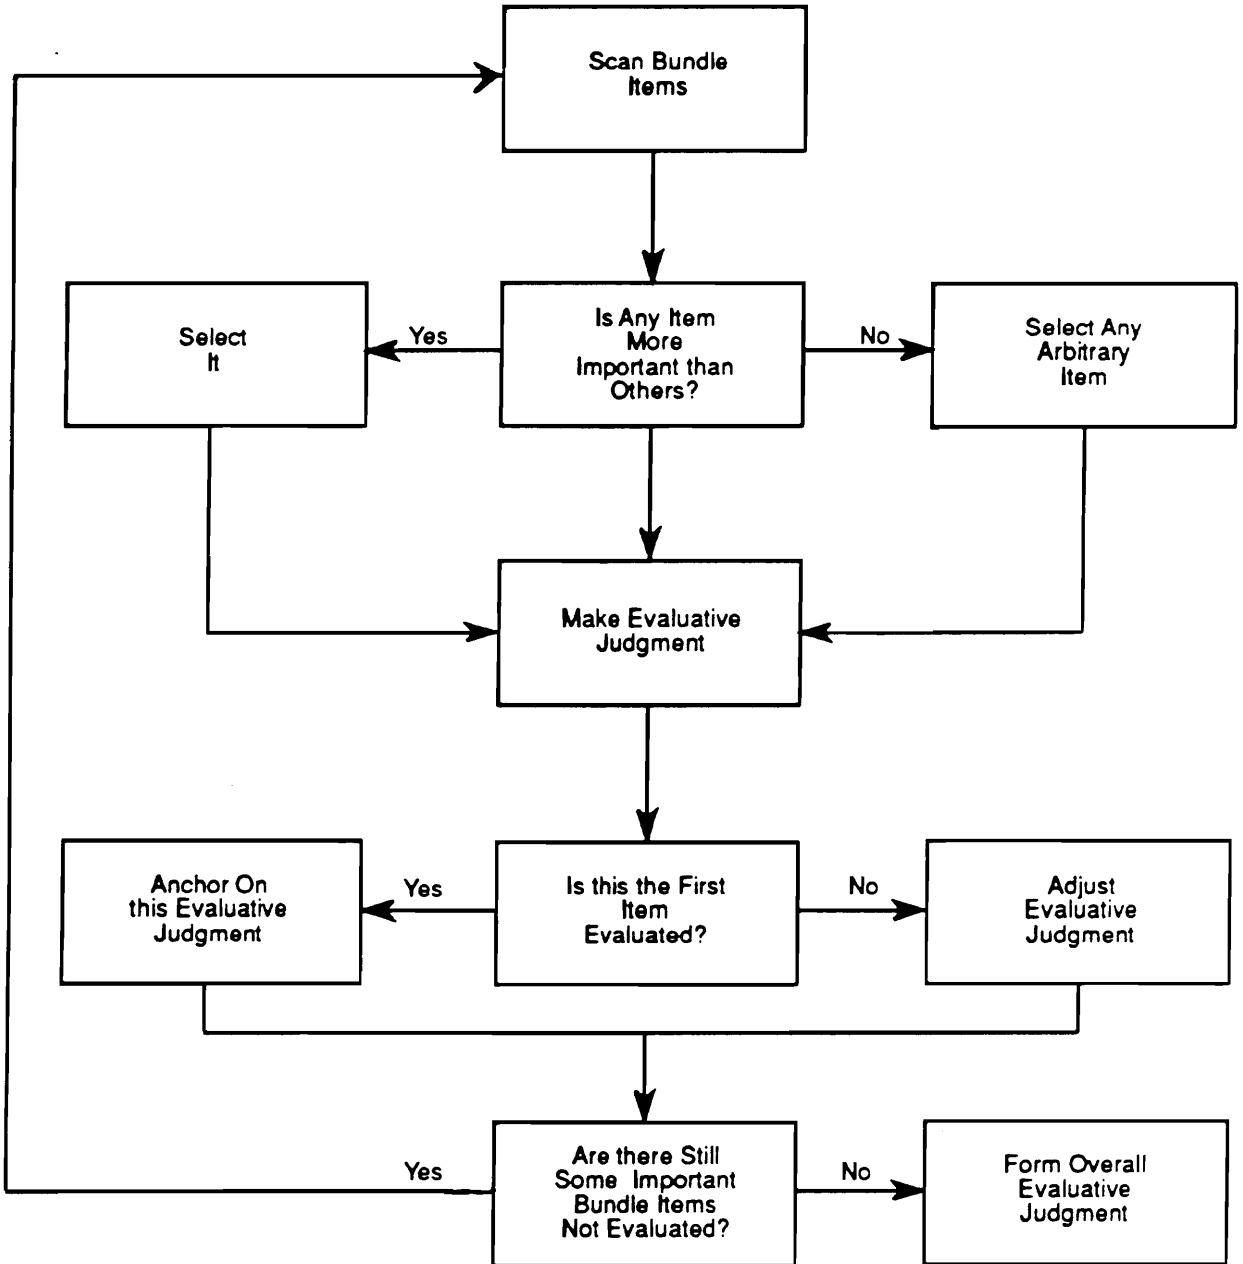 Scan Bundle
Items
Select
It
Yes
Is Any Item
More
Important than
Others?
No
Select Any
Arbitrary
Item
Make Evaluative
Judgment
Anchor On
this Evaluative
Judgment
Yes
Is this the First
Item
Evaluated?
No
Adjust
Evaluative
Judgment
Yes
Are there Still
Some Important
Bundle Items
Not Evaluated?
No
Form Overall
Evaluative
Judgment